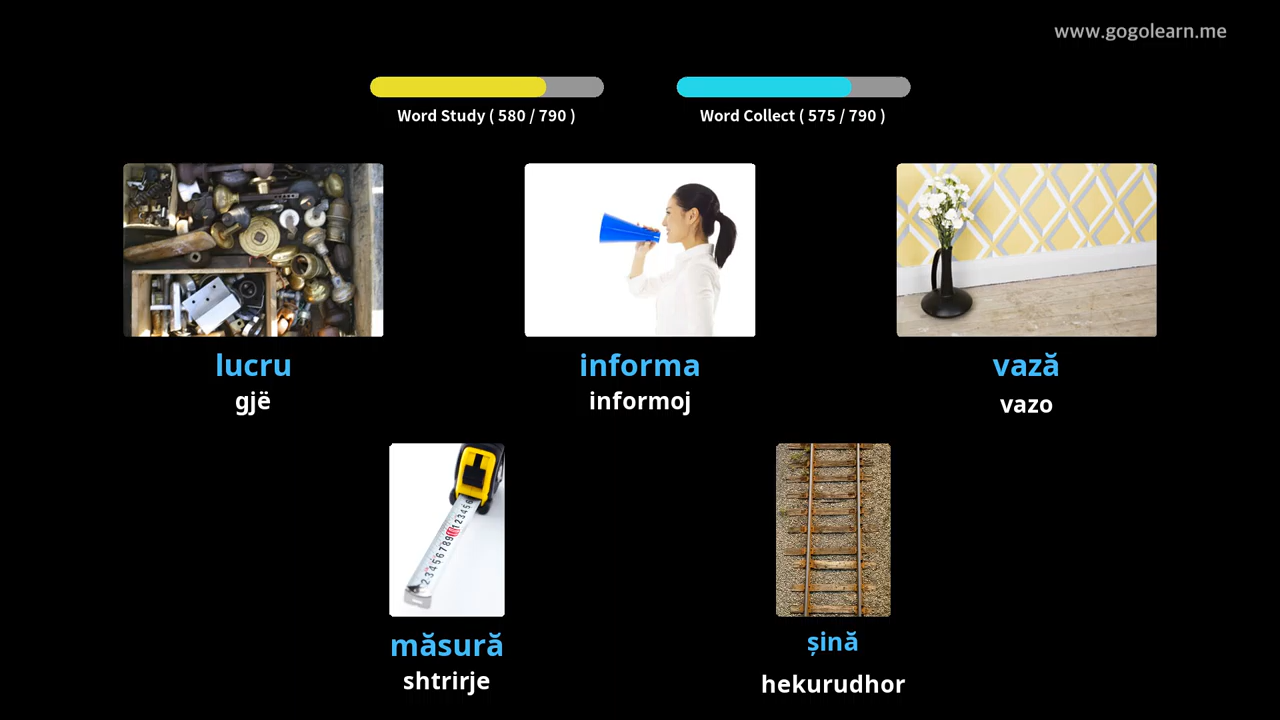 www.gogolearn.me
Word Study ( 580 / 790 )
Word Collect ( 575 / 790 )
lucru
gjë
informa
informoj
vază
vazo
măsură
shtrirje
șină
hekurudhor